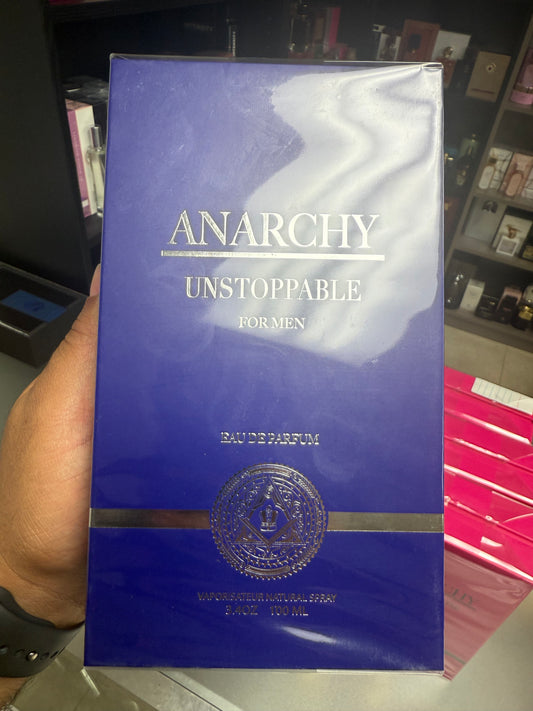 ANARCHY
UNSTOPPABLE
FOR MEN
EAU DE PARFUM
VAPORISATEUR NATURAL SPRAY
3.4OZ 100 ML